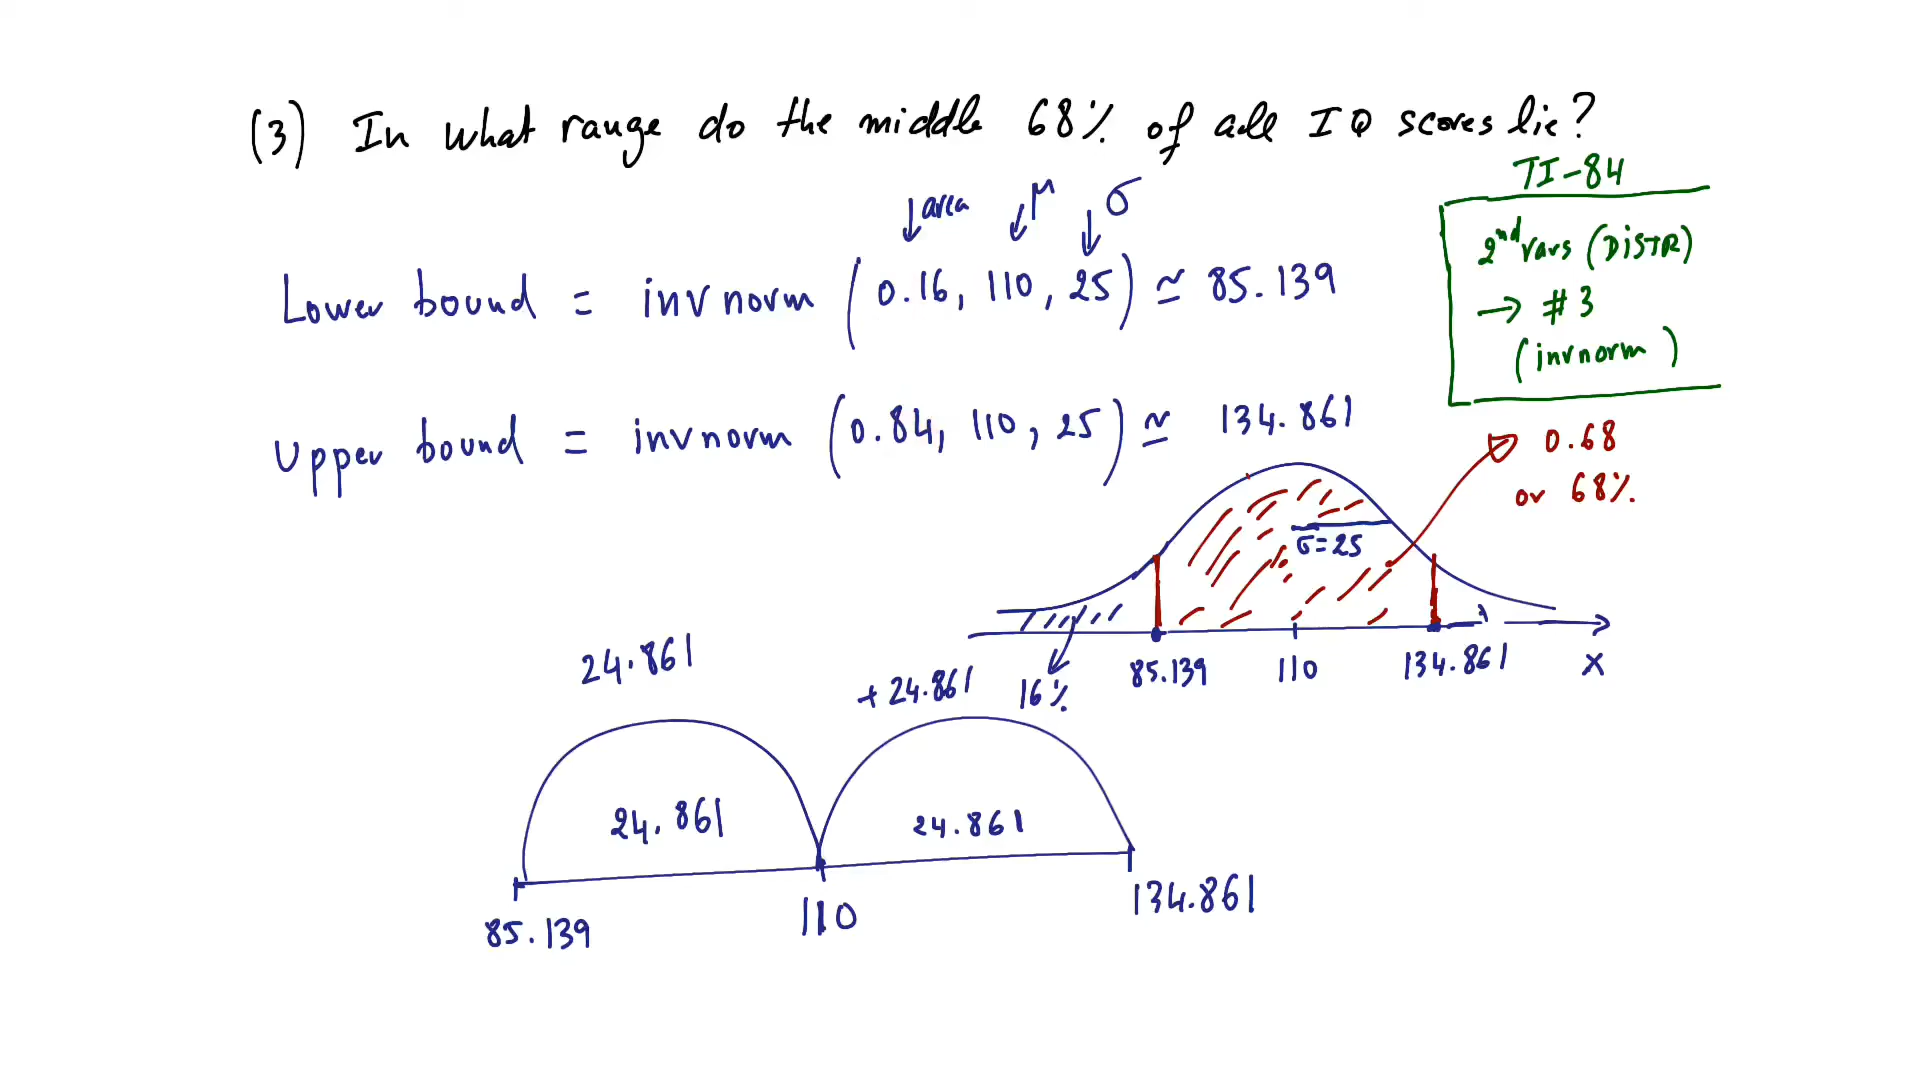 (3) In what range do the middle 68% of all IQ scores lie?
TI-84
2nd vars (DISTR)
→ #3
(invnorm)
↓area ↓μ ↓σ
Lower bound = invnorm (0.16, 110, 25) ≃ 85.139
Upper bound = invnorm (0.84, 110, 25) ≃ 134.861
0.68
or 68%.
σ=25
16%
85.139 110 134.861 X
24.861
+24.861
24.861 24.861
85.139 110 134.861